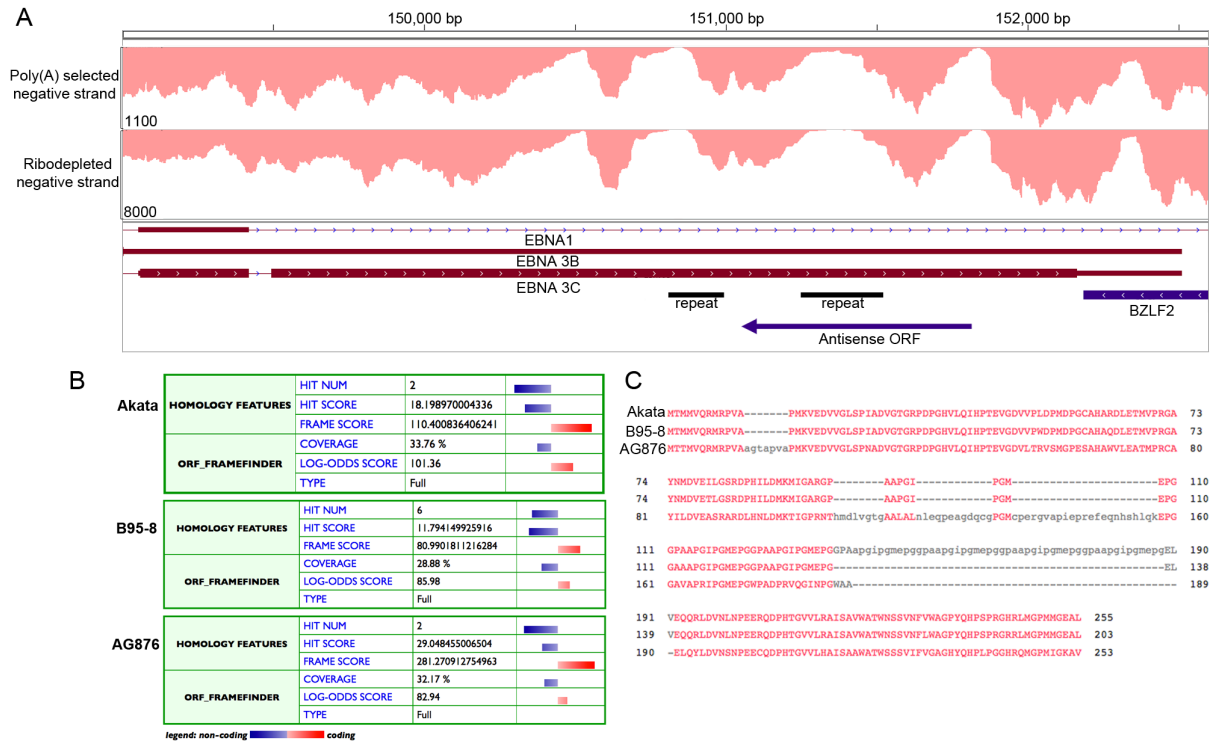 A
150,000 bp
151,000 bp
152,000 bp
Poly(A) selected
negative strand
1100
Ribodepleted
negative strand
8000
EBNA1
EBNA 3B
EBNA 3C
repeat
repeat
BZLF2
Antisense ORF
B
Akata
HOMOLOGY FEATURES
HIT NUM 2
HIT SCORE 18.198970004336
FRAME SCORE 110.400836406241
ORF_FRAMEFINDER
COVERAGE 33.76 %
LOG-ODDS SCORE 101.36
TYPE Full
B95-8
HOMOLOGY FEATURES
HIT NUM 6
HIT SCORE 11.794149925916
FRAME SCORE 80.9901811216284
ORF_FRAMEFINDER
COVERAGE 28.88 %
LOG-ODDS SCORE 85.98
TYPE Full
AG876
HOMOLOGY FEATURES
HIT NUM 2
HIT SCORE 29.048455006504
FRAME SCORE 281.270912754963
ORF_FRAMEFINDER
COVERAGE 32.17 %
LOG-ODDS SCORE 82.94
TYPE Full
legend: non-coding coding
C
Akata MTMMVQRMRPVA-------PMKVEDVVGLSPIADVGTGRPDPGHVLQIHPTEVGDVVPLDPMDPGCAHARDLETMVPRGA 73
B95-8 MTMMVQRMRPVA-------PMKVEDVVGLSPIADVGTGRPDPGHVLQIHPTEVGDVVPLDPMDPGCAHAQDLETMVPRGA 73
AG876 MTTMVQRMRPVAagtapvaPMKVEDVVGLSPIADVGTGRPDPGHVLQIHPTEVGDVLTRVSMGPESHAWVLEATMPRCA 80
74 YNMDVEILGSRDPHILDMKMIGARGP--------AAPGI------------PGM-----------------------EPG 110
74 YNMDVETLGSRDPHILDMKMIGARGP--------AAPGI------------PGM-----------------------EPG 110
81 YILDVEASRARDLHNLDMKTIGPRNThmdlvgtgAALALnleqpeagdqcgPGMcpergvapieprefeqnhshlqkEPG 160
111 GPAAPGIPGMEPGGPAAPGIPGMEPGGPAapgipgmepggpaapgipgmepggpaapgipgmepggpaapgipgmepgEL 190
111 GAAAPGIPGMEPGGPAAPGIPGMEPG----------------------------------------------------EL 138
161 GAVAPRIPGMEPGWPADPRVQGINPGWAA--------------------------------------------------- 189
191 VEQQRLDVNLNPEERQDPHTGVVLRAISAVWATWNSSVNFVWAGPYQHPSPRGHRLMGPMMGEAL 255
139 VEQQRLDVNLNPEERQDPHTGVVLRAISAVWATWNSSVNFLWAGPYQHPSPRGRRLMGPMMGEAL 203
190 -ELQYLDVNSNPEECQDPHTGVVLHAISAAWATWNSSVIFVGAGHYQHPLPGGHRQMGPMIGKAV 253